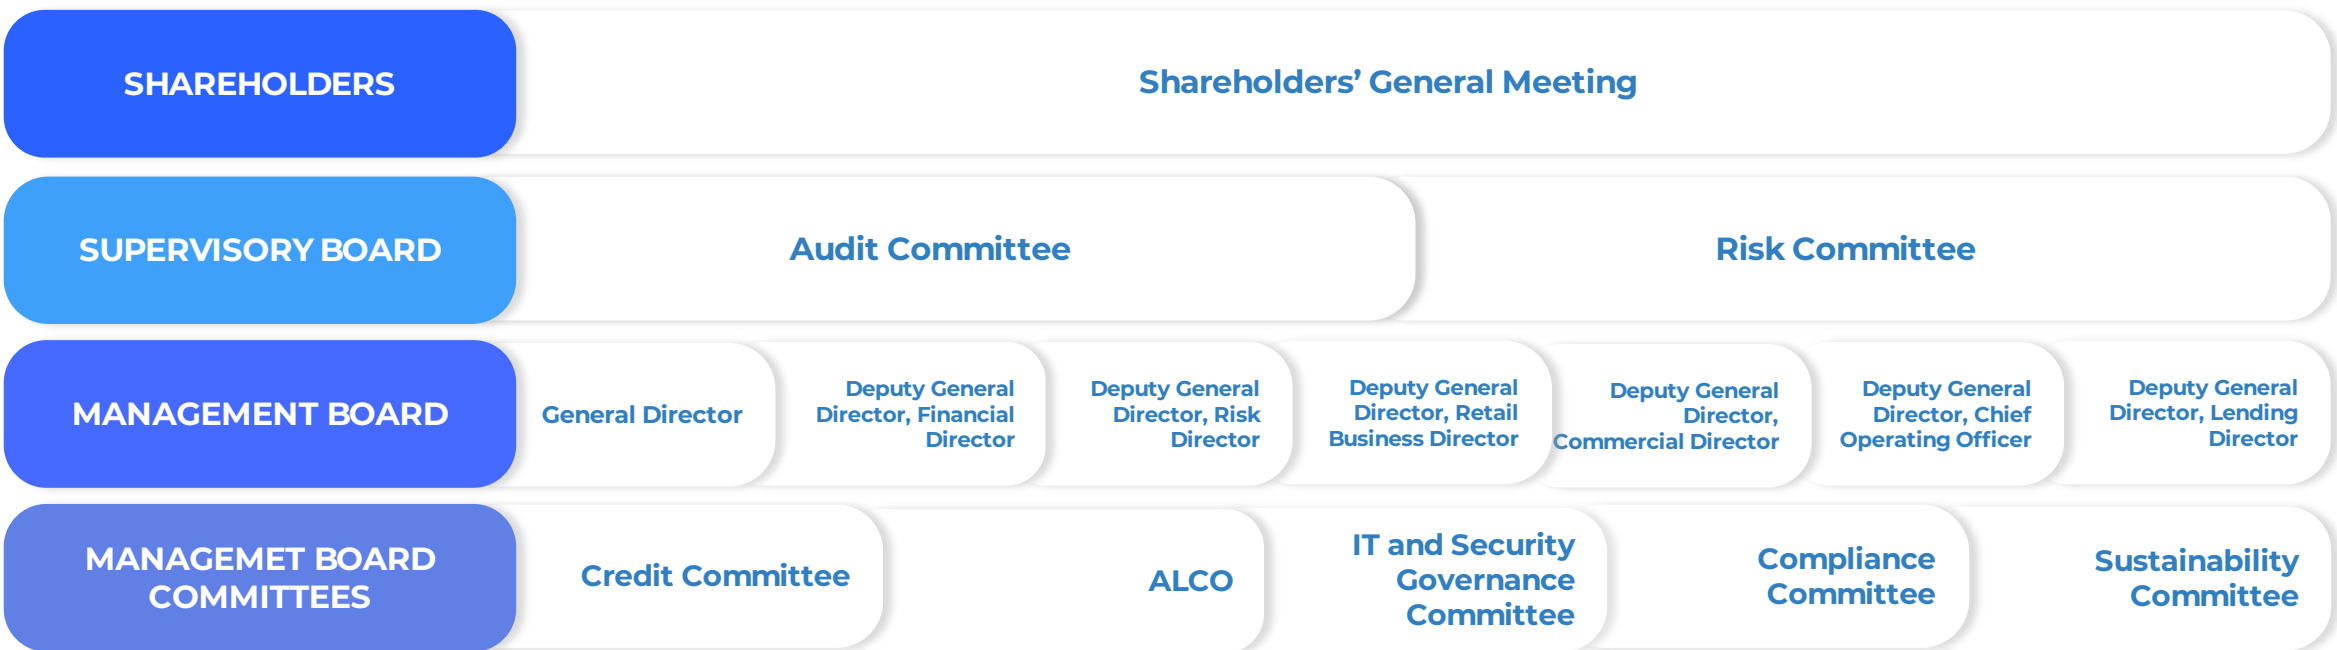 SHAREHOLDERS
Shareholders’ General Meeting
SUPERVISORY BOARD
Audit Committee
Risk Committee
MANAGEMENT BOARD
General Director
Deputy General
Director, Financial
Director
Deputy General
Director, Risk
Director
Deputy General
Director, Retail
Business Director
Deputy General
Director,
Commercial Director
Deputy General
Director, Chief
Operating Officer
Deputy General
Director, Lending
Director
MANAGEMET BOARD
COMMITTEES
Credit Committee
ALCO
IT and Security
Governance
Committee
Compliance
Committee
Sustainability
Committee